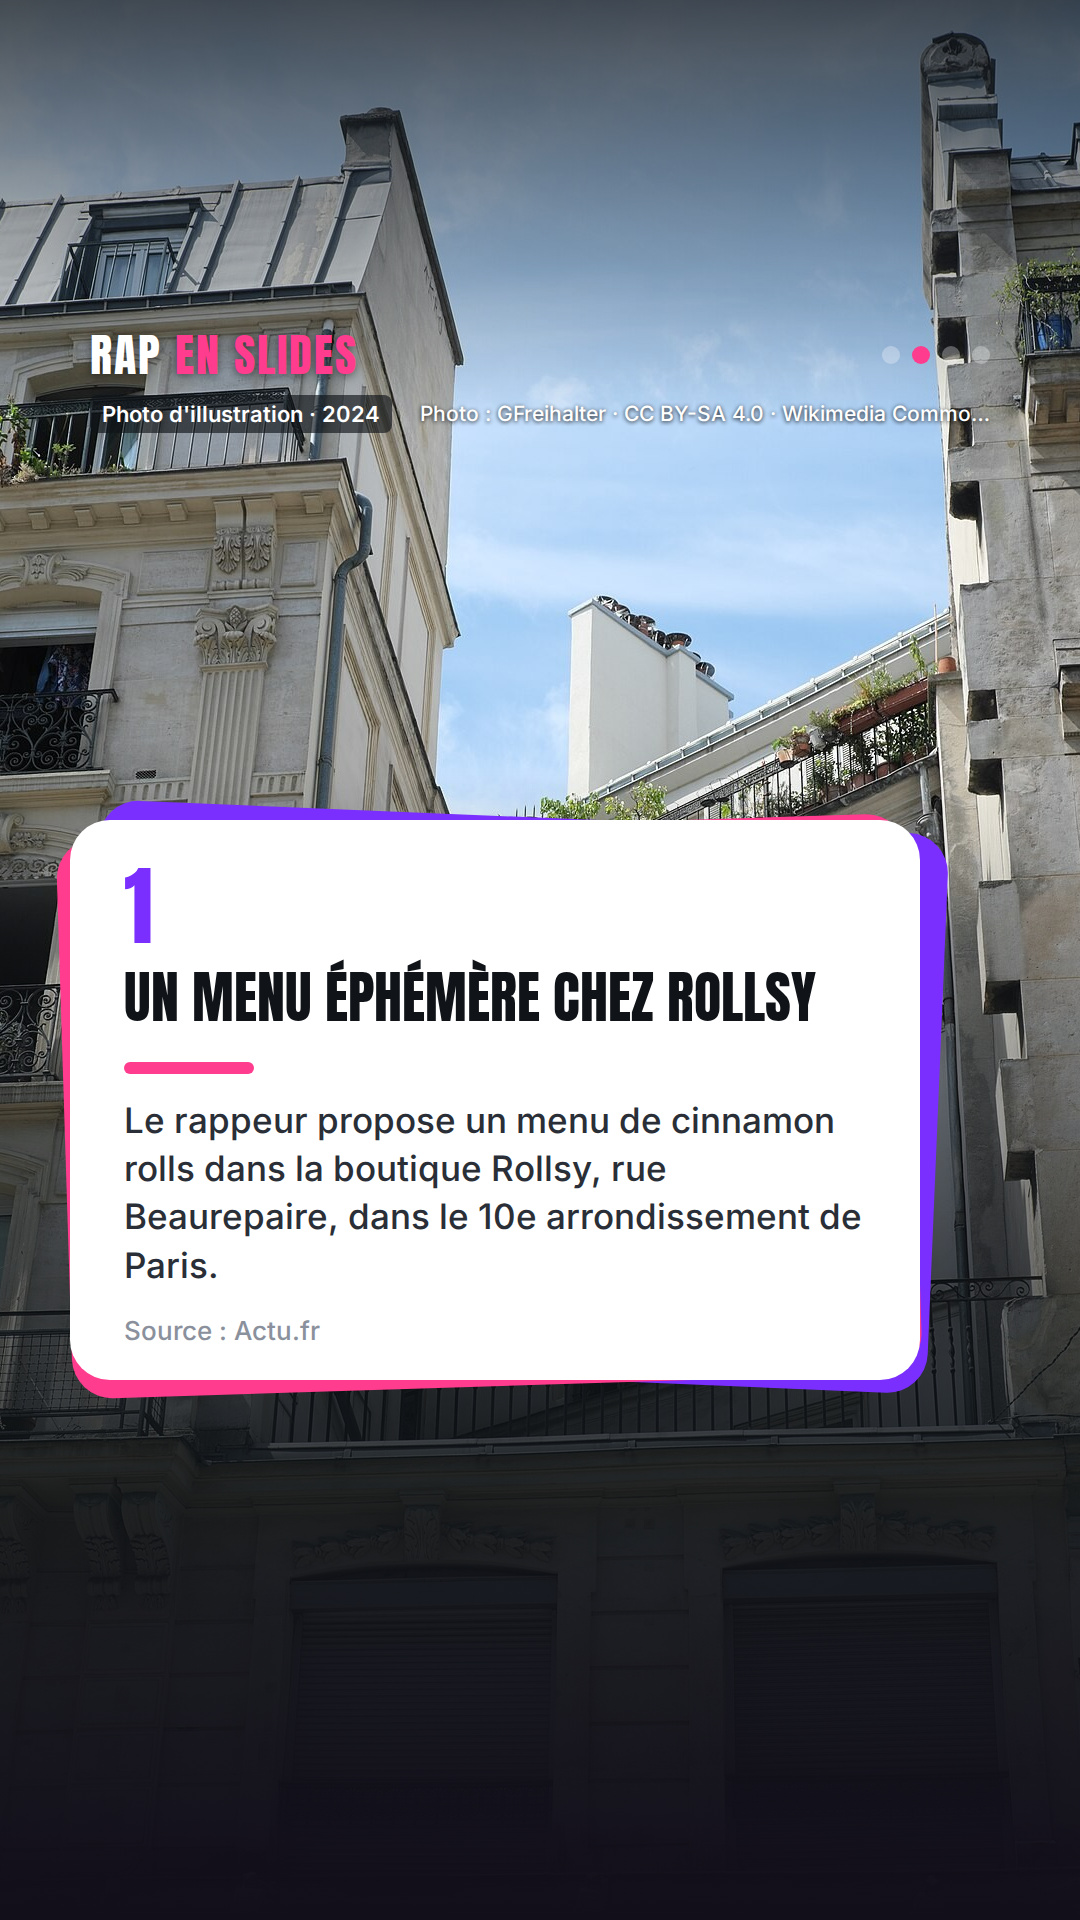 RAP EN SLIDES
Photo d'illustration · 2024
Photo : GFreihalter · CC BY-SA 4.0 · Wikimedia Commo...
1
UN MENU ÉPHÉMÈRE CHEZ ROLLSY
Le rappeur propose un menu de cinnamon
rolls dans la boutique Rollsy, rue
Beaurepaire, dans le 10e arrondissement de
Paris.
Source : Actu.fr